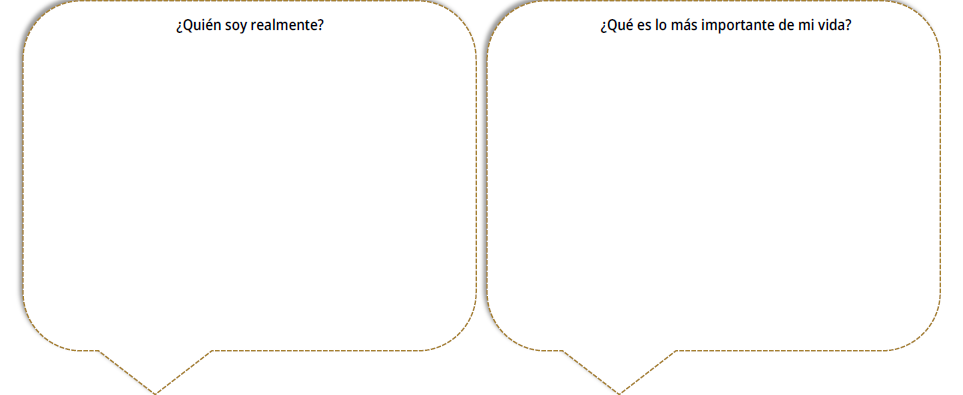 ¿Quién soy realmente?
¿Qué es lo más importante de mi vida?